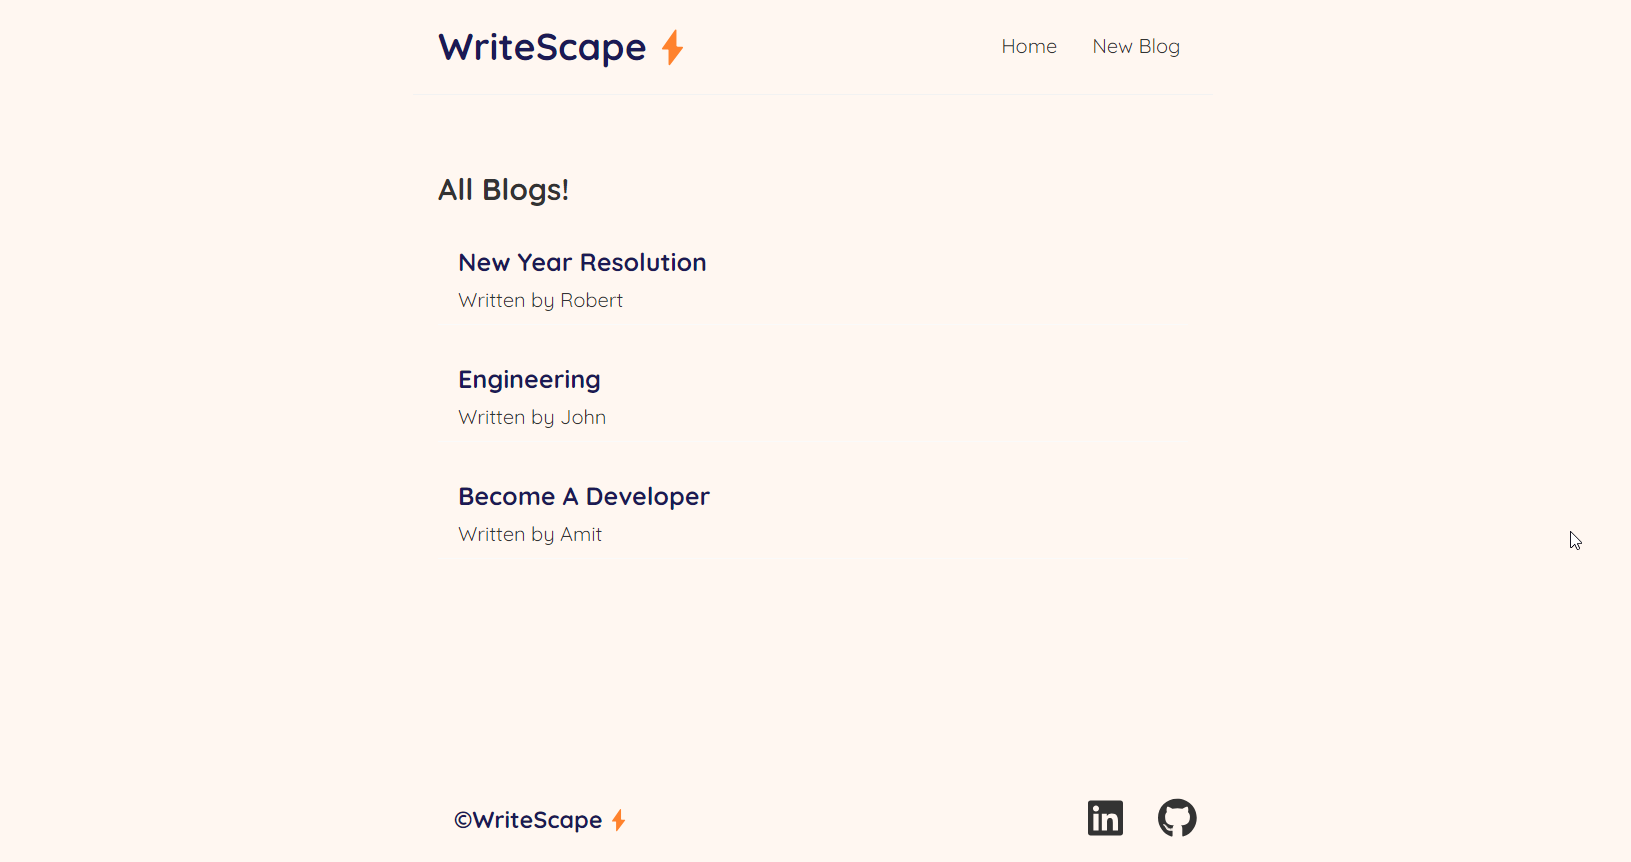 WriteScape
Home New Blog
All Blogs!
New Year Resolution
Written by Robert
Engineering
Written by John
Become A Developer
Written by Amit
©WriteScape
in